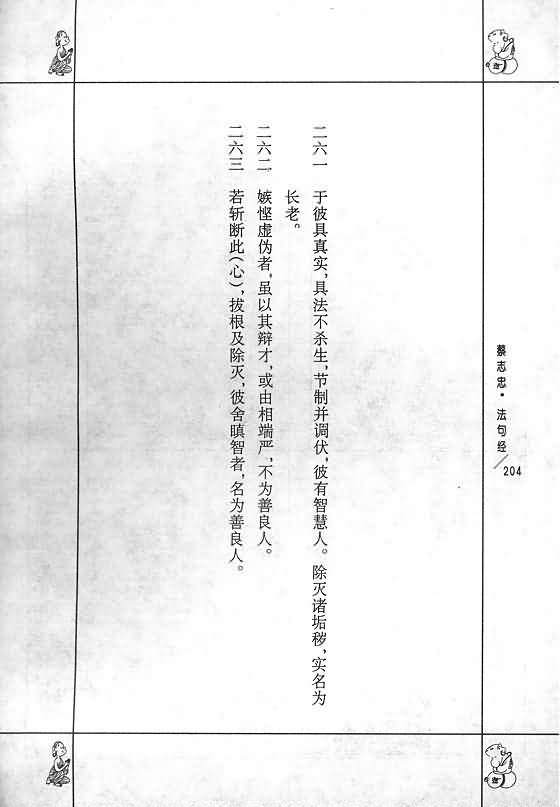 蔡志忠·法句经/204
二六一 于彼具真实,具法不杀生,节制并调伏,彼有智慧人。除灭诸垢秽,实名为
长老。
二六二 嫉悭虚伪者,虽以其辩才,或由相端严,不为善良人。
二六三 若斩断此(心),拔根及除灭,彼舍瞋智者,名为善良人。